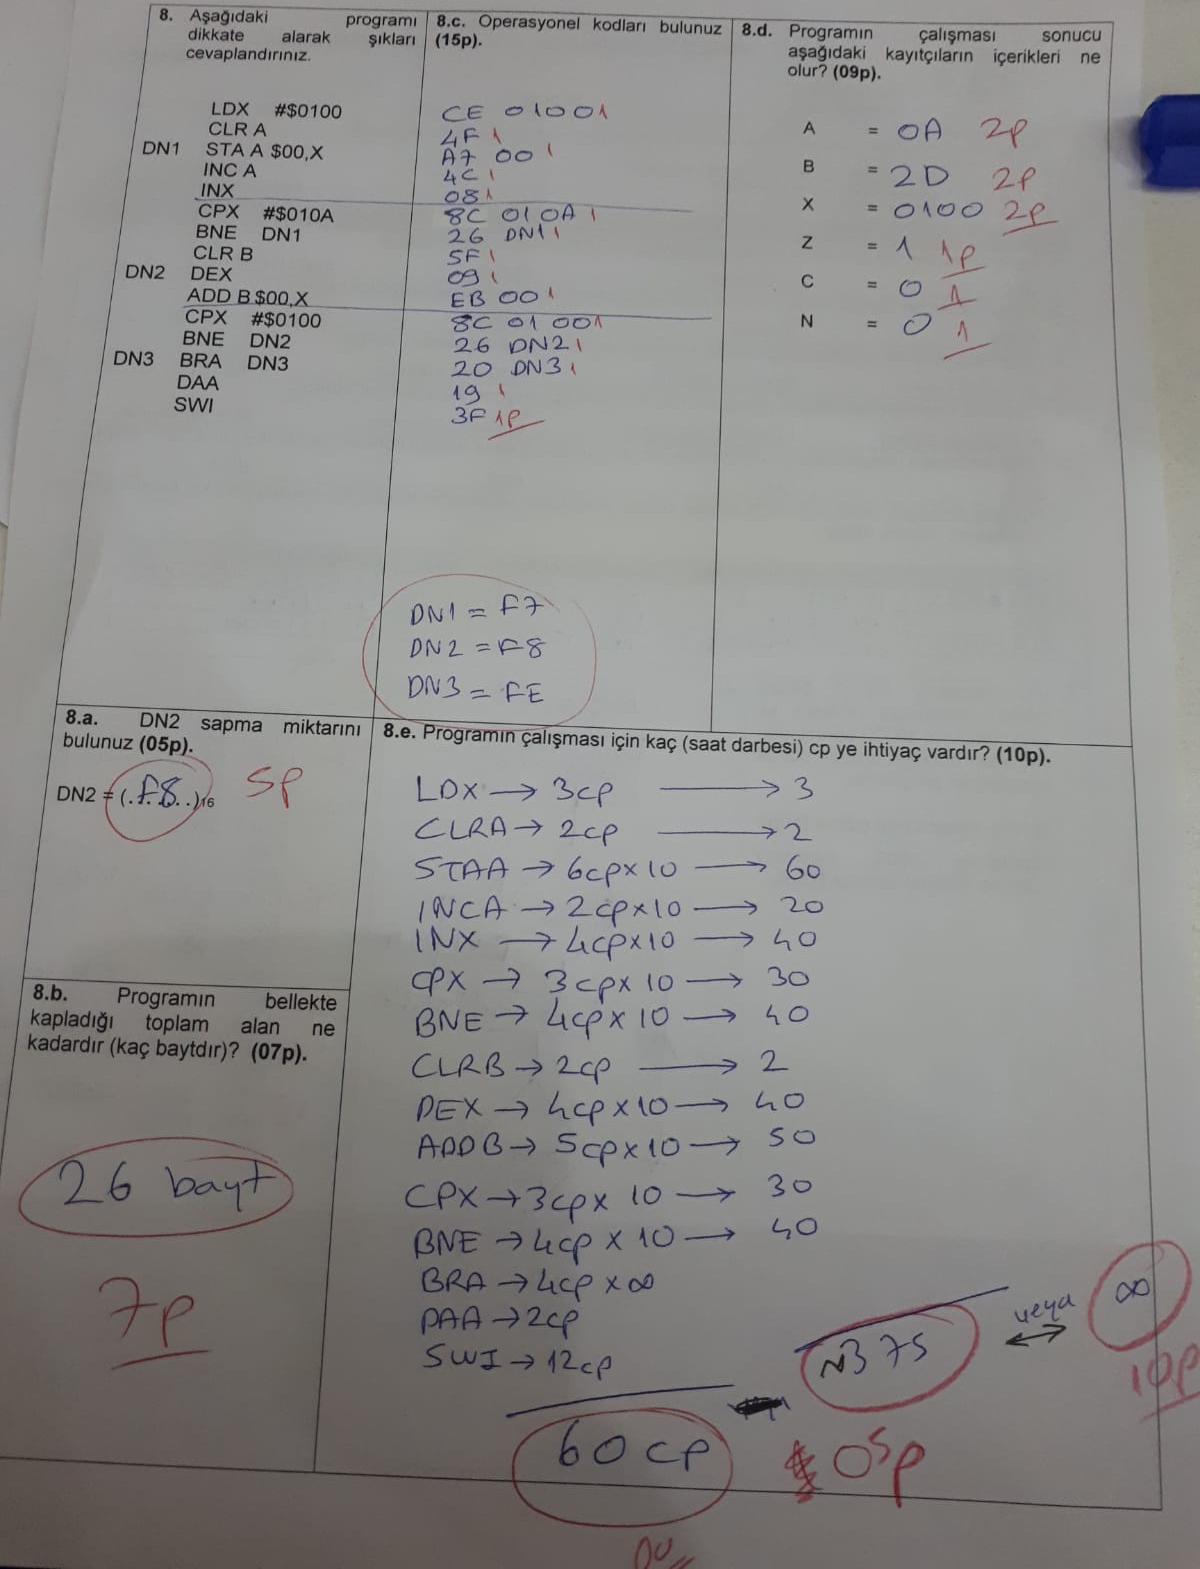 8. Aşağıdaki programı
dikkate alarak şıkları
cevaplandırınız.
LDX #$0100
CLR A
DN1 STA A $00,X
INC A
INX
CPX #$010A
BNE DN1
CLR B
DN2 DEX
ADD B $00,X
CPX #$0100
BNE DN2
DN3 BRA DN3
DAA
SWI
8.c. Operasyonel kodları bulunuz
(15p).
CE 0100 1
4F 1
A7 00 1
4C 1
08 1
8C 010A 1
26 DN1 1
5F 1
09 1
EB 00 1
8C 01 00 1
26 DN2 1
20 DN3 1
19 1
3F 1P
DN1 = F7
DN2 = F8
DN3 = FE
8.d. Programın çalışması sonucu
aşağıdaki kayıtçıların içerikleri ne
olur? (09p).
A = 0A 2p
B = 2D 2p
X = 0100 2p
Z = 1 1p
C = 0 1
N = 0 1
8.a. DN2 sapma miktarını
bulunuz (05p).
DN2 = (.F8..)16 5p
8.b. Programın bellekte
kapladığı toplam alan ne
kadardır (kaç baytdır)? (07p).
26 bayt
7p
8.e. Programın çalışması için kaç (saat darbesi) cp ye ihtiyaç vardır? (10p).
LDX → 3cp → 3
CLRA → 2cp → 2
STAA → 6cp x 10 → 60
INCA → 2cp x 10 → 20
INX → 4cp x 10 → 40
CPX → 3cp x 10 → 30
BNE → 4cp x 10 → 40
CLRB → 2cp → 2
DEX → 4cp x 10 → 40
ADDB → 5cp x 10 → 50
CPX → 3cp x 10 → 30
BNE → 4cp x 10 → 40
BRA → 4cp x ∞
DAA → 2cp
SWI → 12cp
~375 veya ↔ ∞
10p
60 cp 05p